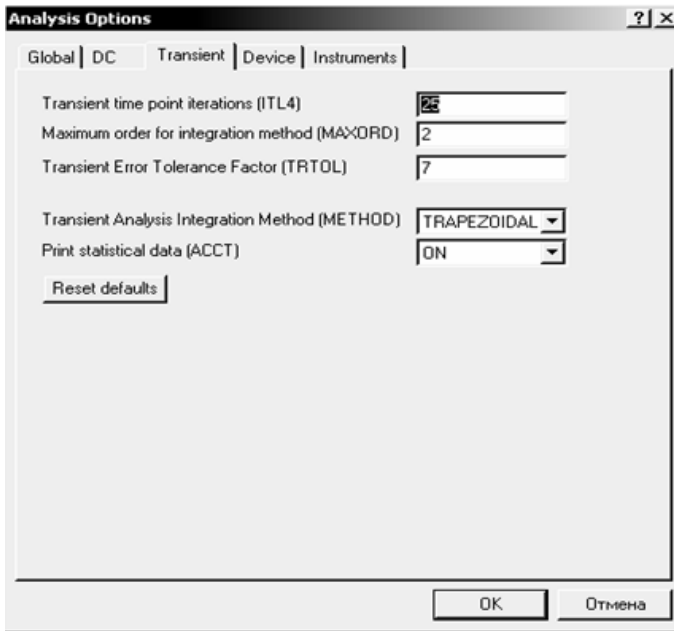 Analysis Options ? ×
Global DC Transient Device Instruments
Transient time point iterations (ITL4) 25
Maximum order for integration method (MAXORD) 2
Transient Error Tolerance Factor (TRTOL) 7
Transient Analysis Integration Method (METHOD) TRAPEZOIDAL
Print statistical data (ACCT) ON
Reset defaults
OK Отмена